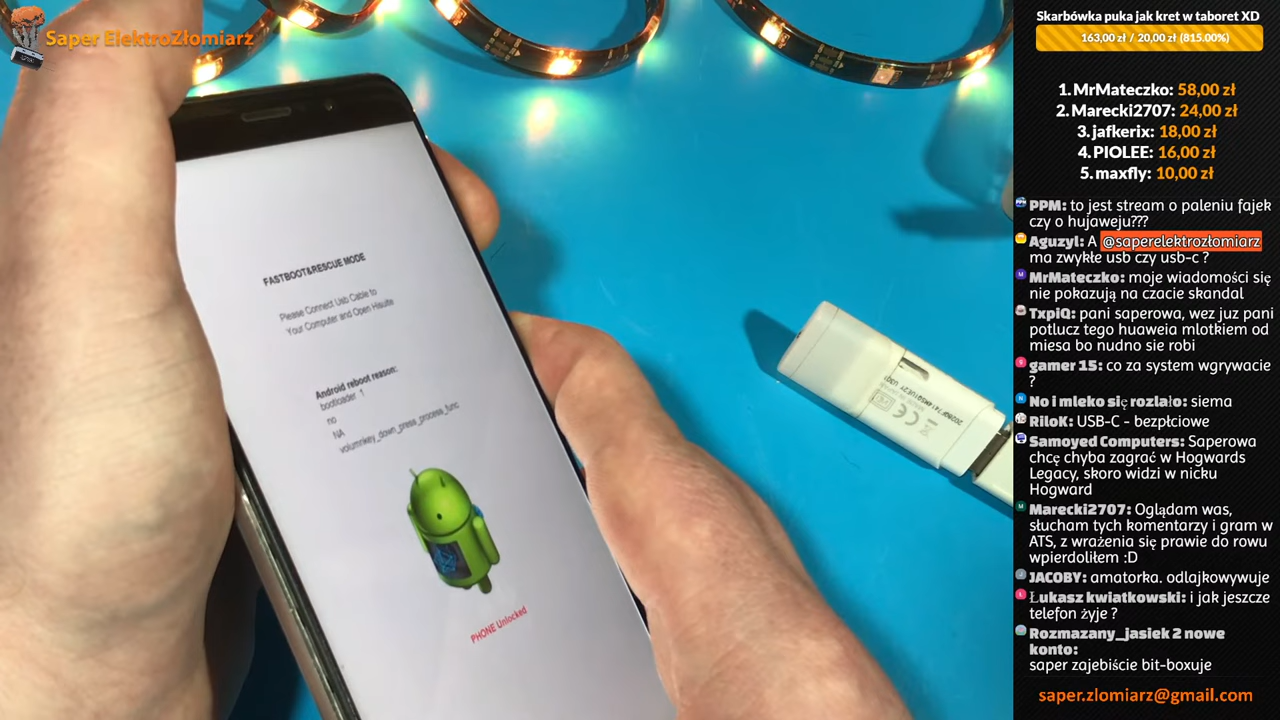 Saper ElektroZłomiarz
FASTBOOT&RESCUE MODE
Please Connect Usb Cable to
Your Computer and Open Hisuite
Android reboot reason:
bootloader 1
no
NA
volumnkey_down_press_process_func
PHONE Unlocked
Skarbówka puka jak kret w taboret XD
163,00 zł / 20,00 zł (815.00%)
1. MrMateczko: 58,00 zł
2. Marecki2707: 24,00 zł
3. jafkerix: 18,00 zł
4. PIOLEE: 16,00 zł
5. maxfly: 10,00 zł
PPM: to jest stream o paleniu fajek
czy o hujaweju???
Aguzyl: A @saperelektrozłomiarz
ma zwykłe usb czy usb-c ?
MrMateczko: moje wiadomości się
nie pokazują na czacie skandal
TxpiQ: pani saperowa, wez juz pani
potlucz tego huaweia mlotkiem od
miesa bo nudno sie robi
gamer 15: co za system wgrywacie
?
No i mleko się rozlało: siema
RiloK: USB-C - bezpłciowe
Samoyed Computers: Saperowa
chcę chyba zagrać w Hogwards
Legacy, skoro widzi w nicku
Hogward
Marecki2707: Oglądam was,
słucham tych komentarzy i gram w
ATS, z wrażenia się prawie do rowu
wpierdoliłem :D
JACOBY: amatorka. odlajkowywuje
Łukasz kwiatkowski: i jak jeszcze
telefon żyje ?
Rozmazany_jasiek 2 nowe
konto:
saper zajebiście bit-boxuje
saper.zlomiarz@gmail.com